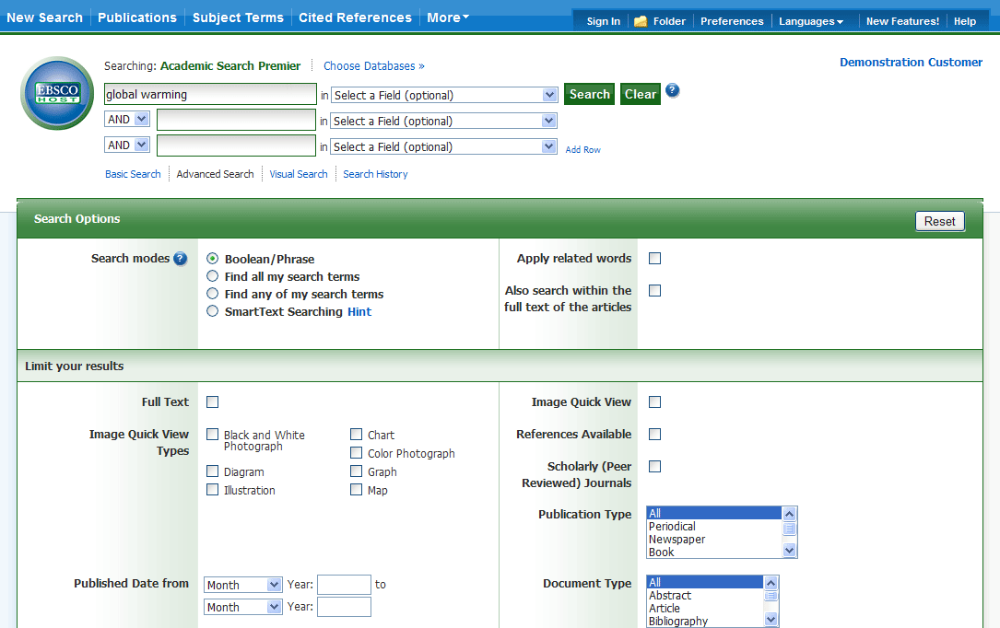 New Search Publications Subject Terms Cited References More
Sign In Folder Preferences Languages New Features! Help
Searching: Academic Search Premier Choose Databases »
Demonstration Customer
EBSCO
HOST
global warming in Select a Field (optional) Search Clear ?
AND in Select a Field (optional)
AND in Select a Field (optional) Add Row
Basic Search Advanced Search Visual Search Search History
Search Options
Reset
Search modes ?
Boolean/Phrase
Find all my search terms
Find any of my search terms
SmartText Searching Hint
Apply related words
Also search within the
full text of the articles
Limit your results
Full Text
Image Quick View
Types
Black and White
Photograph
Chart
Color Photograph
Diagram
Graph
Illustration
Map
Published Date from
Month Year: to
Month Year:
Image Quick View
References Available
Scholarly (Peer
Reviewed) Journals
Publication Type
All
Periodical
Newspaper
Book
Document Type
All
Abstract
Article
Bibliography